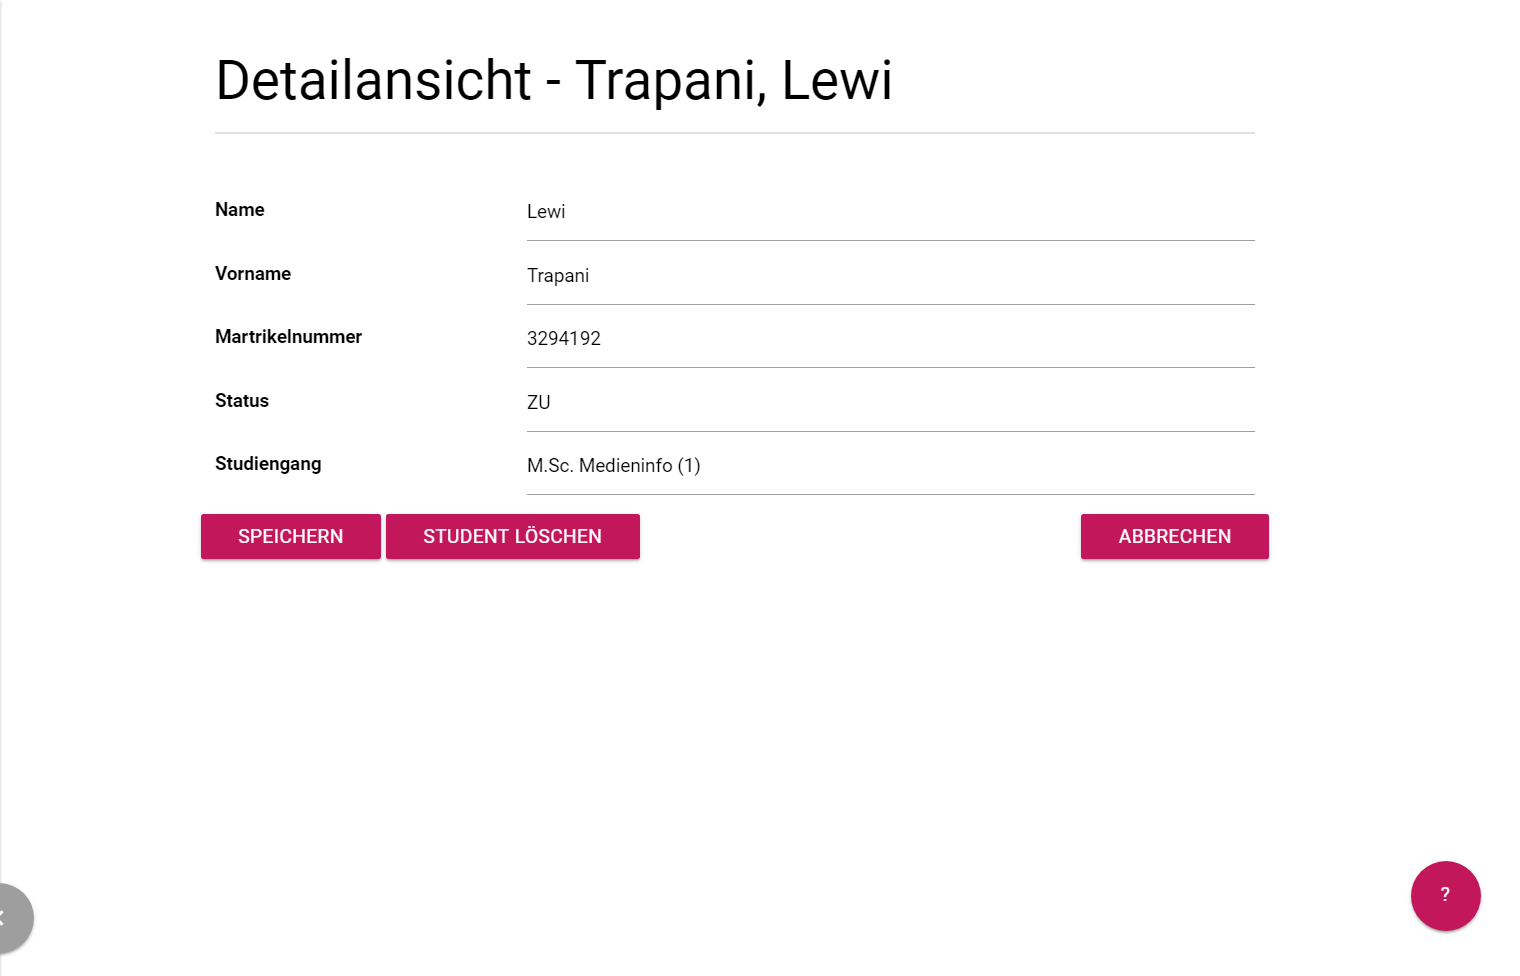 Detailansicht - Trapani, Lewi
Name Lewi
Vorname Trapani
Martrikelnummer 3294192
Status ZU
Studiengang M.Sc. Medieninfo (1)
SPEICHERN STUDENT LÖSCHEN ABBRECHEN
?